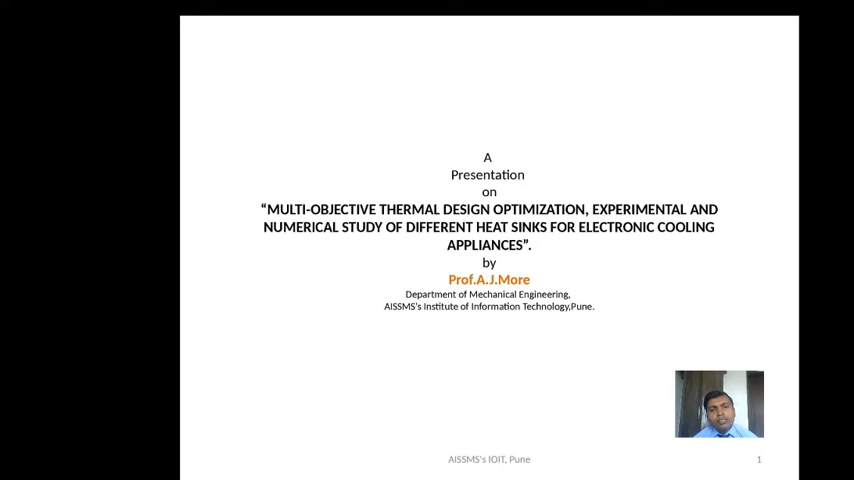 A
Presentation
on
“MULTI-OBJECTIVE THERMAL DESIGN OPTIMIZATION, EXPERIMENTAL AND
NUMERICAL STUDY OF DIFFERENT HEAT SINKS FOR ELECTRONIC COOLING
APPLIANCES”.
by
Prof.A.J.More
Department of Mechanical Engineering,
AISSMS's Institute of Information Technology,Pune.
AISSMS's IOIT, Pune
1